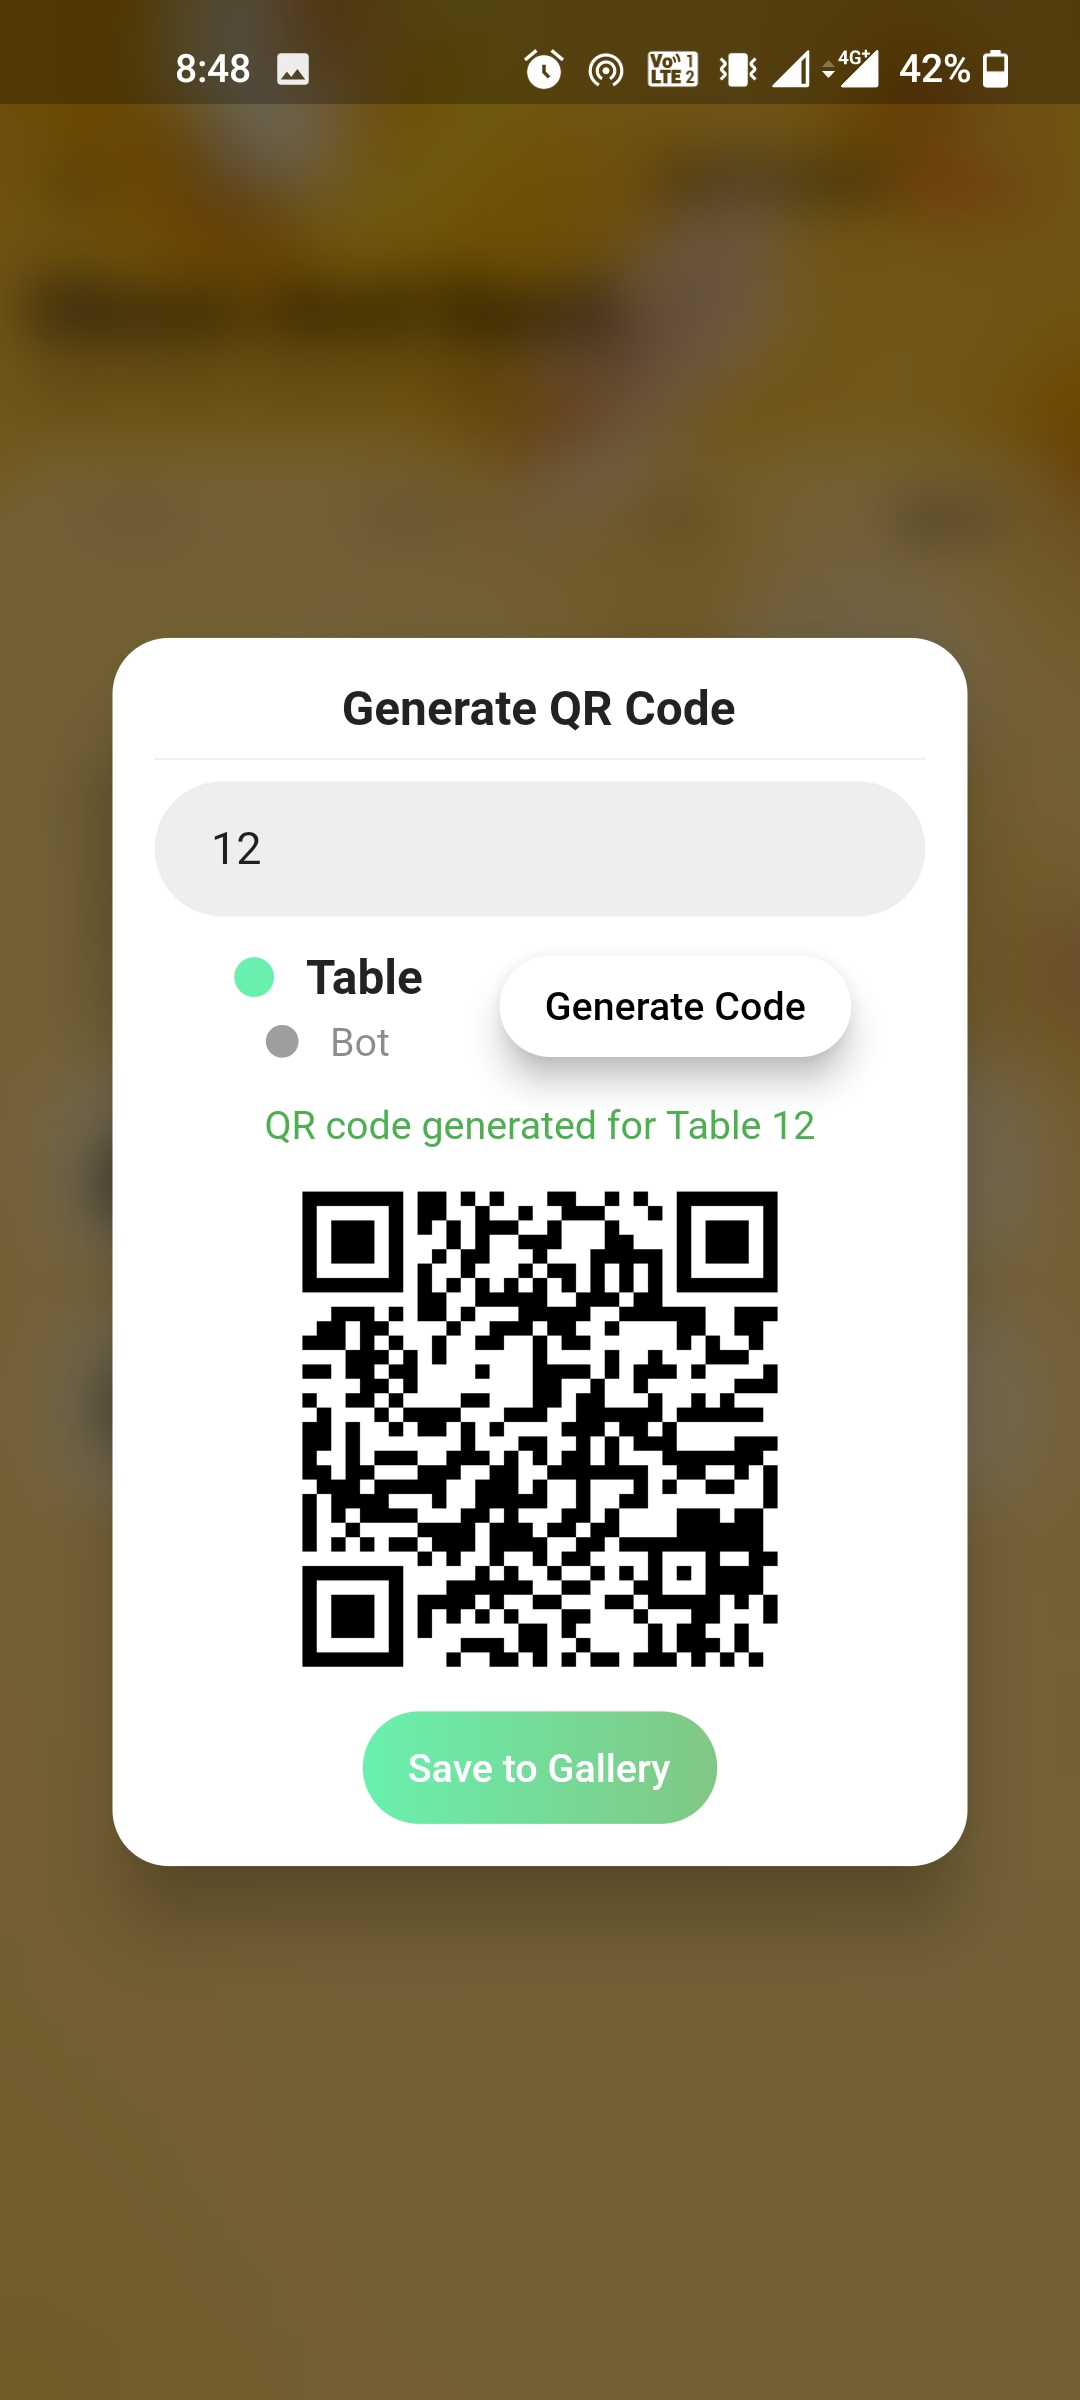 8:48
Vo)) 1
LTE 2
4G+
42%
Generate QR Code
12
Table
Generate Code
Bot
QR code generated for Table 12
Save to Gallery